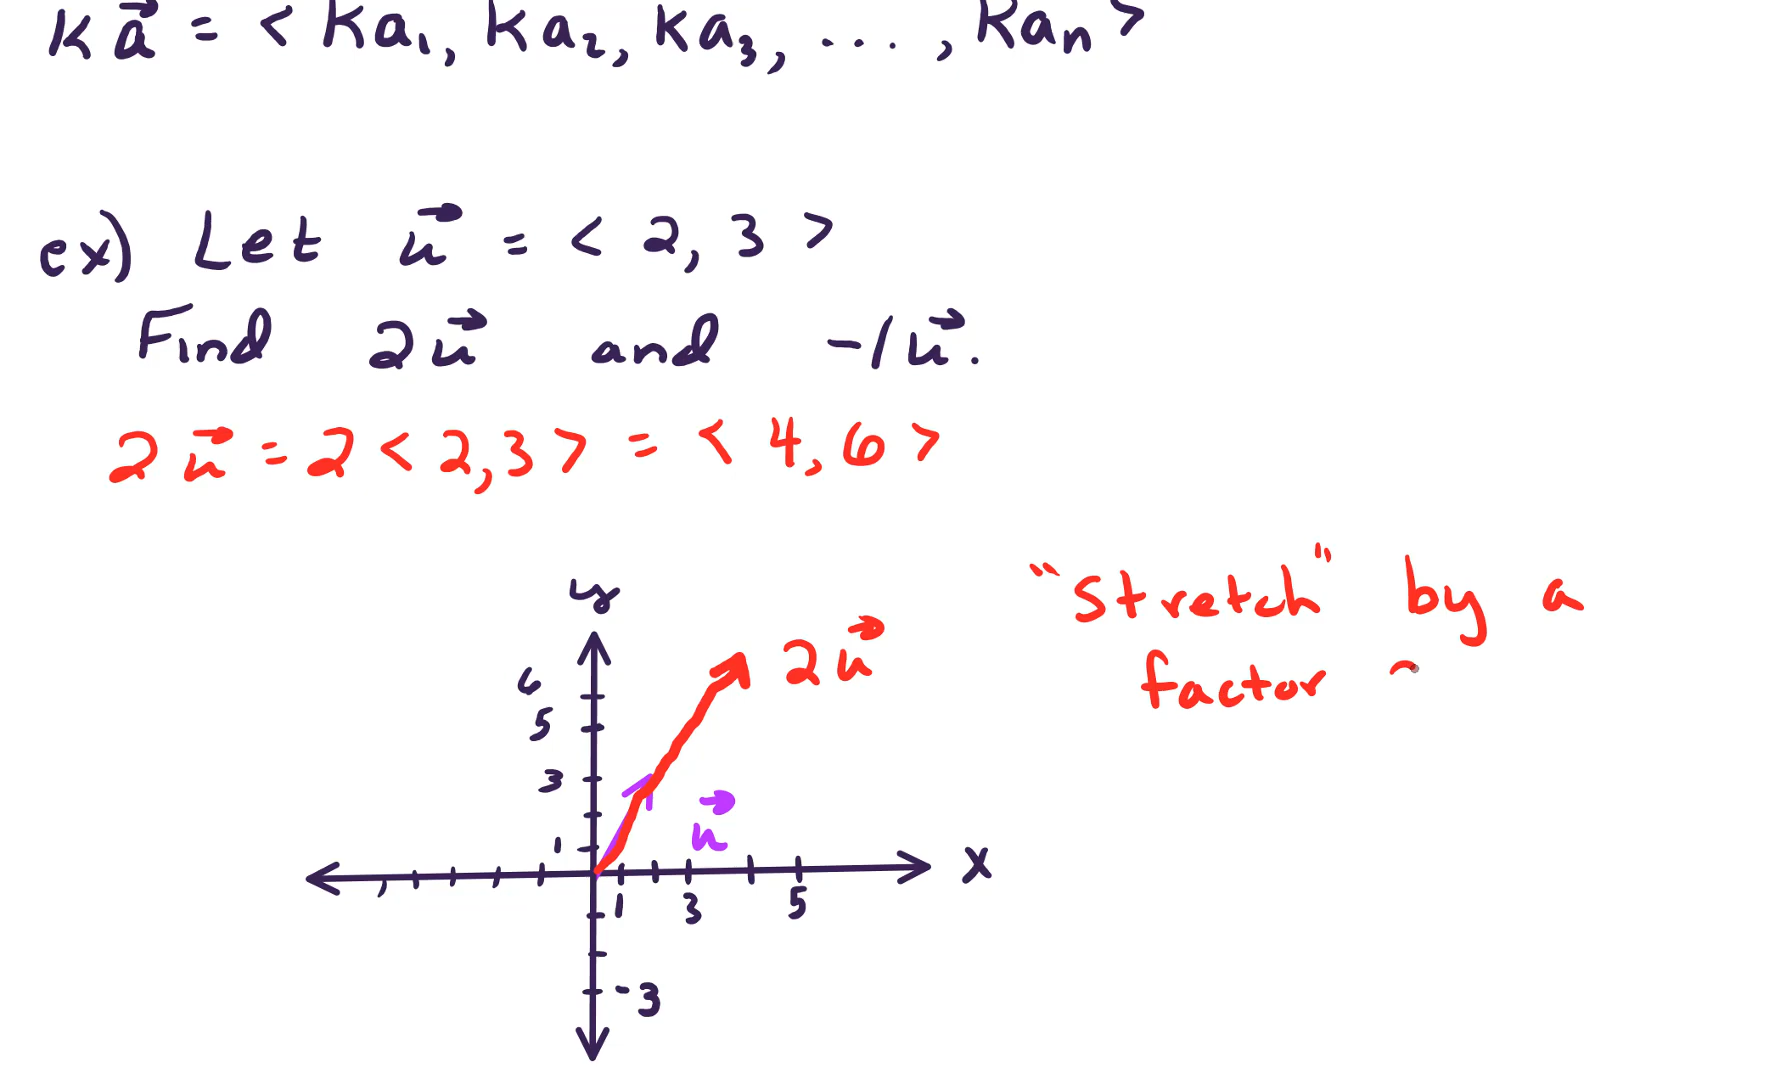 k a⃗ = < ka₁, ka₂, ka₃, ... , kaₙ >
ex) Let u⃗ = < 2, 3 >
Find 2u⃗ and -1u⃗.
2u⃗ = 2 < 2, 3 > = < 4, 6 >
"stretch" by a
factor
y
6
5
3
1
2u⃗
u⃗
x
1 3 5
-3